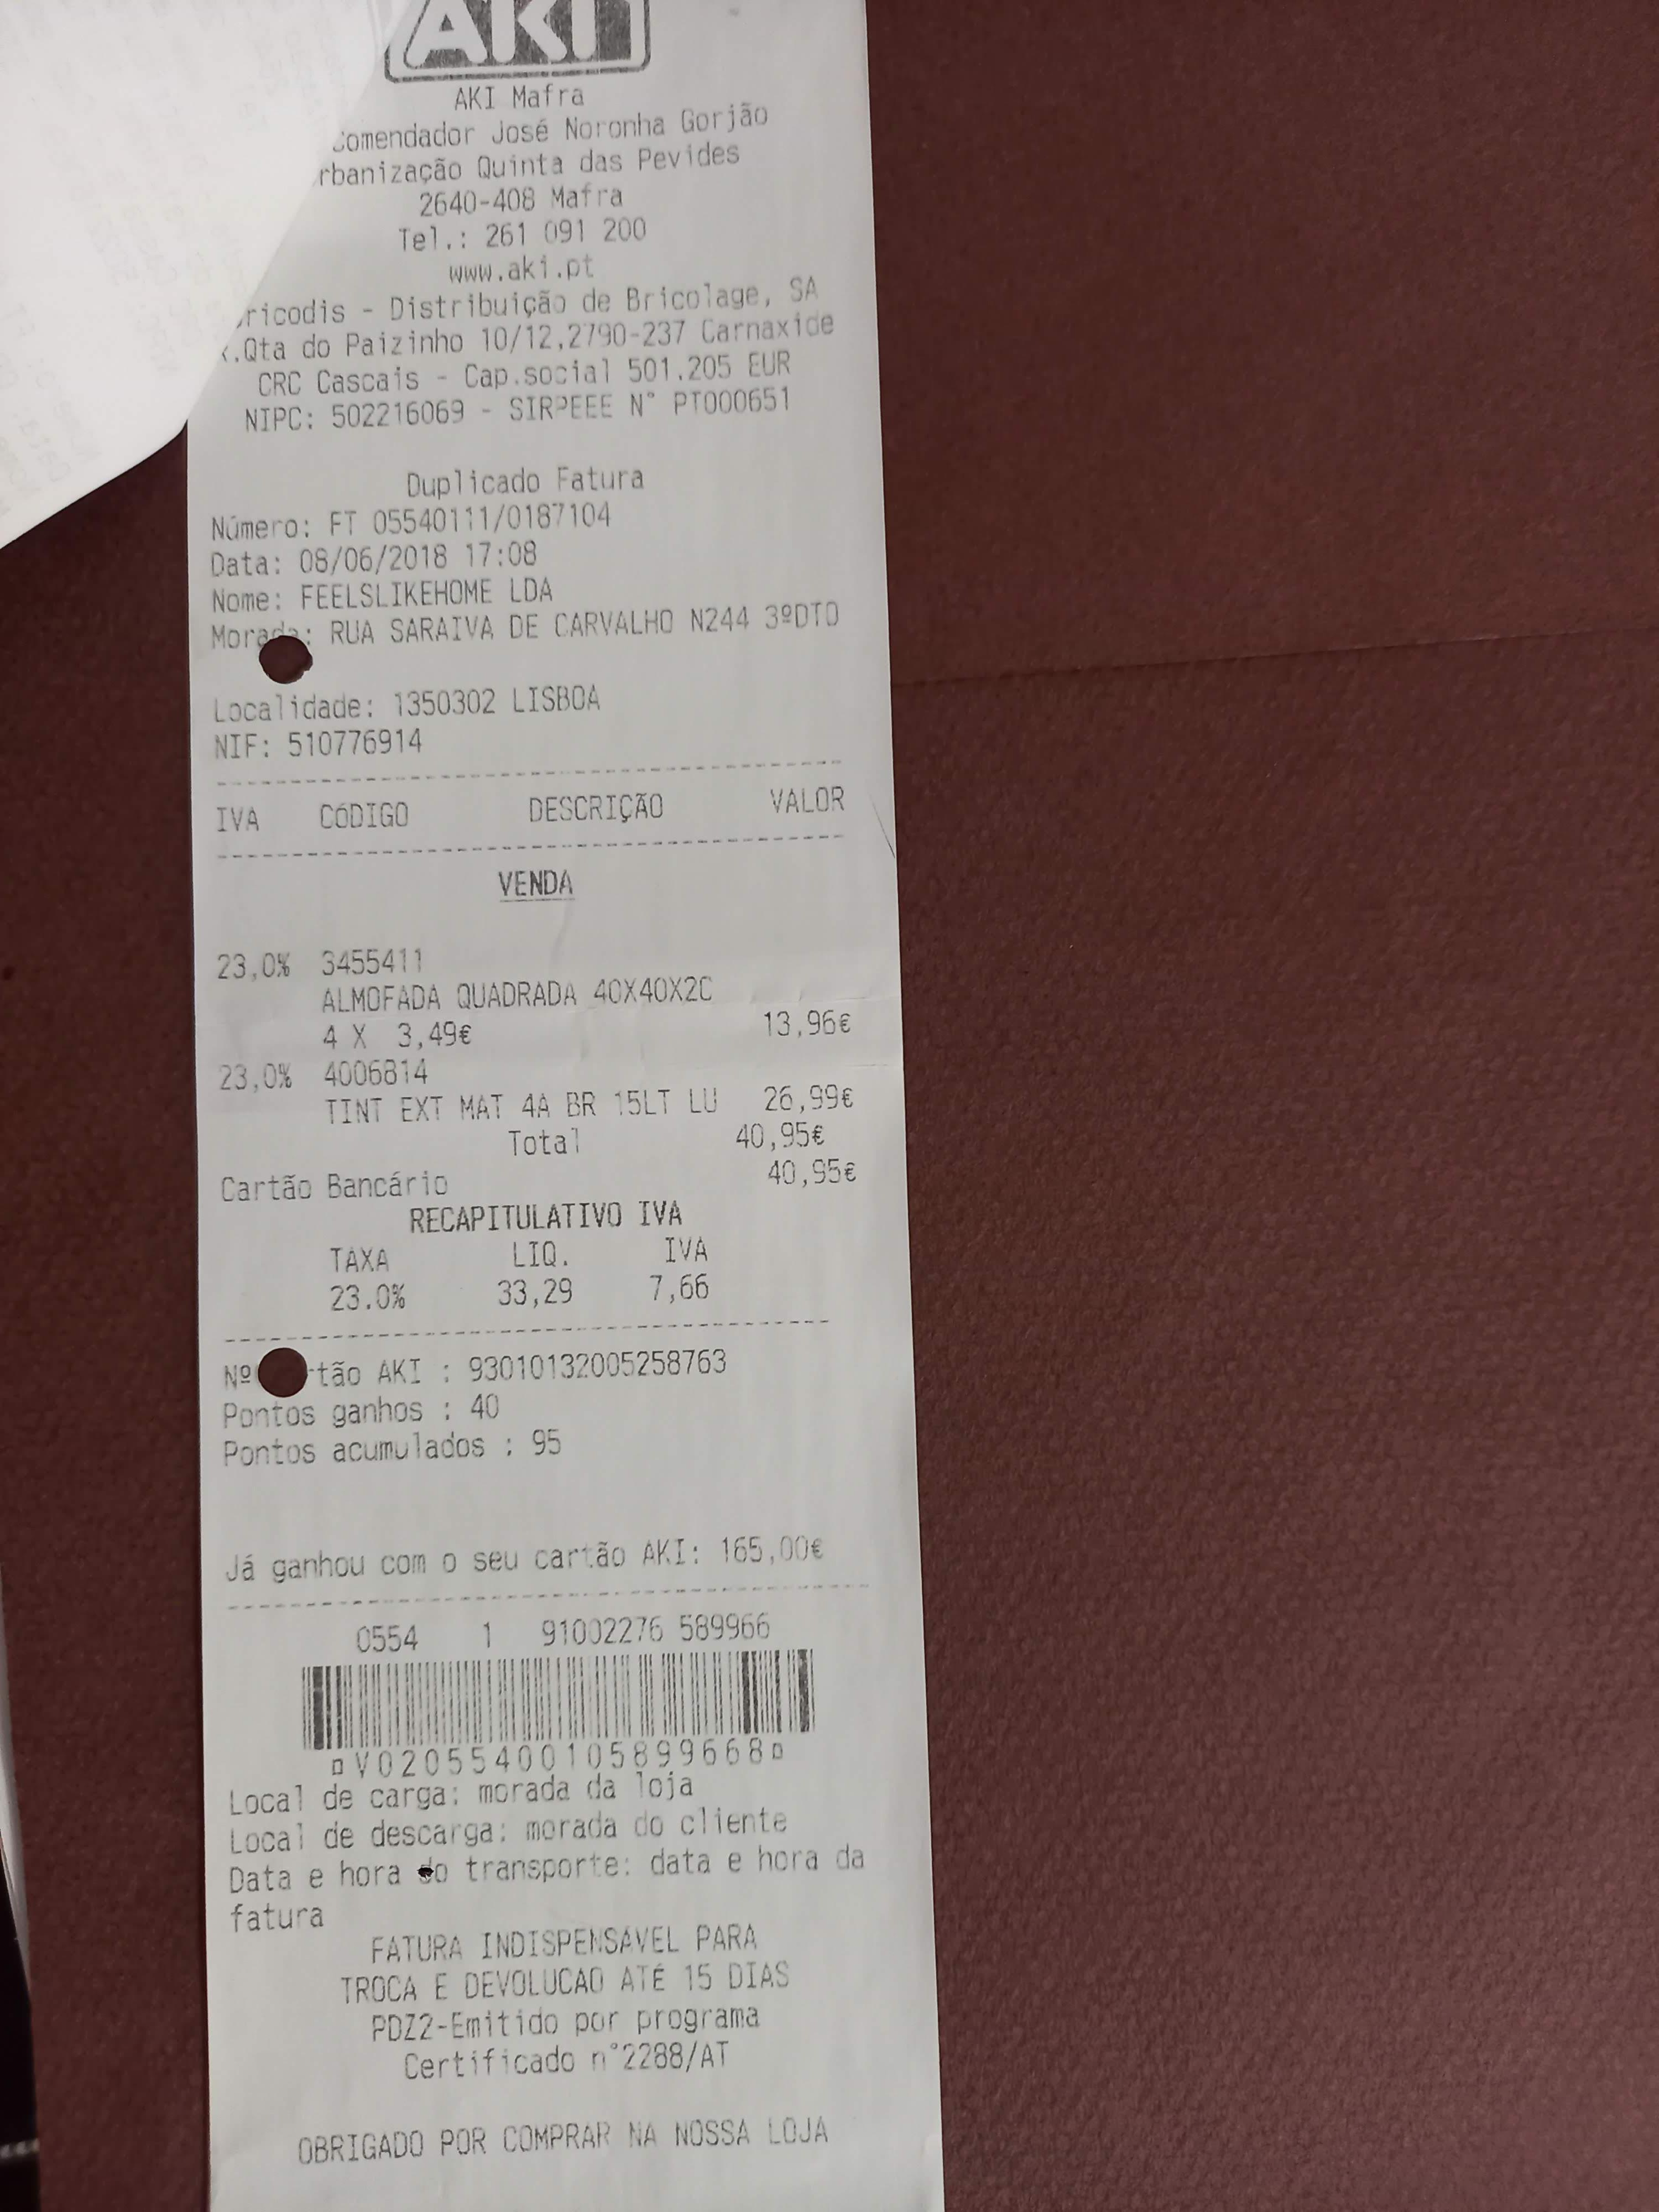 AKI
AKI Mafra
Comendador José Noronha Gorjão
Urbanização Quinta das Pevides
2640-408 Mafra
Tel.: 261 091 200
www.aki.pt
Bricodis - Distribuição de Bricolage, SA
.Qta do Paizinho 10/12,2790-237 Carnaxide
CRC Cascais - Cap.social 501.205 EUR
NIPC: 502216069 - SIRPEEE N° PT000651
Duplicado Fatura
Número: FT 05540111/0187104
Data: 08/06/2018 17:08
Nome: FEELSLIKEHOME LDA
Morada: RUA SARAIVA DE CARVALHO N244 3ºDTO
Localidade: 1350302 LISBOA
NIF: 510776914
IVA CÓDIGO DESCRIÇÃO VALOR
VENDA
23,0% 3455411
ALMOFADA QUADRADA 40X40X2C
4 X 3,49€ 13,96€
23,0% 4006814
TINT EXT MAT 4A BR 15LT LU 26,99€
Total 40,95€
Cartão Bancário 40,95€
RECAPITULATIVO IVA
TAXA LIQ. IVA
23.0% 33,29 7,66
Nº rtão AKI : 93010132005258763
Pontos ganhos : 40
Pontos acumulados : 95
Já ganhou com o seu cartão AKI: 165,00€
0554 1 91002276 589966
V02055400105899668
Local de carga: morada da loja
Local de descarga: morada do cliente
Data e hora do transporte: data e hora da
fatura
FATURA INDISPENSÁVEL PARA
TROCA E DEVOLUCAO ATÉ 15 DIAS
PDZ2-Emitido por programa
Certificado n°2288/AT
OBRIGADO POR COMPRAR NA NOSSA LOJA